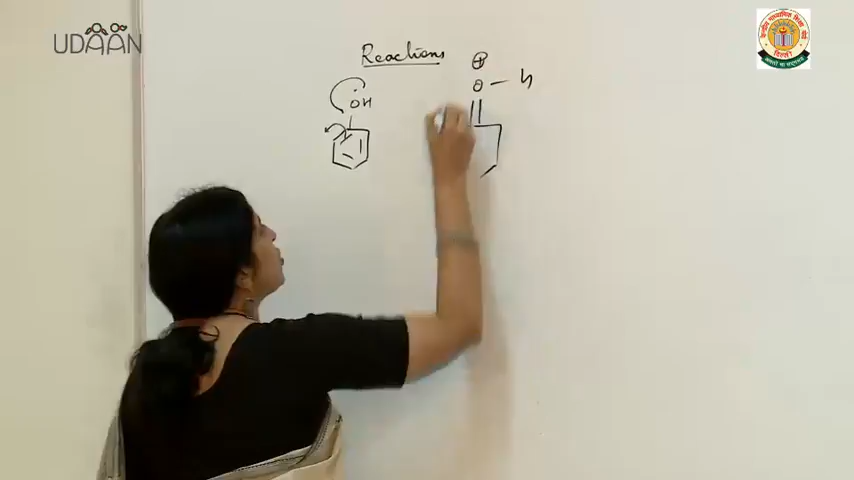 UDAAN
Reactions
⊕
O — H
OH